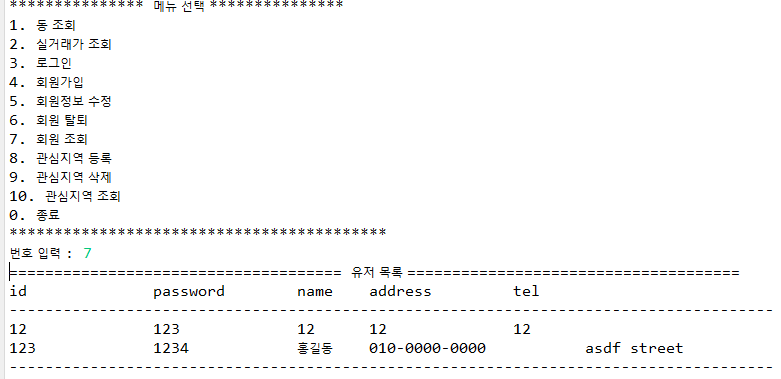 *************** 메뉴 선택 ***************
1. 동 조회
2. 실거래가 조회
3. 로그인
4. 회원가입
5. 회원정보 수정
6. 회원 탈퇴
7. 회원 조회
8. 관심지역 등록
9. 관심지역 삭제
10. 관심지역 조회
0. 종료
******************************************
번호 입력 : 7
===================================== 유저 목록 =====================================
id password name address tel
-------------------------------------------------------------------------------------
12 123 12 12 12
123 1234 홍길동 010-0000-0000 asdf street
-------------------------------------------------------------------------------------